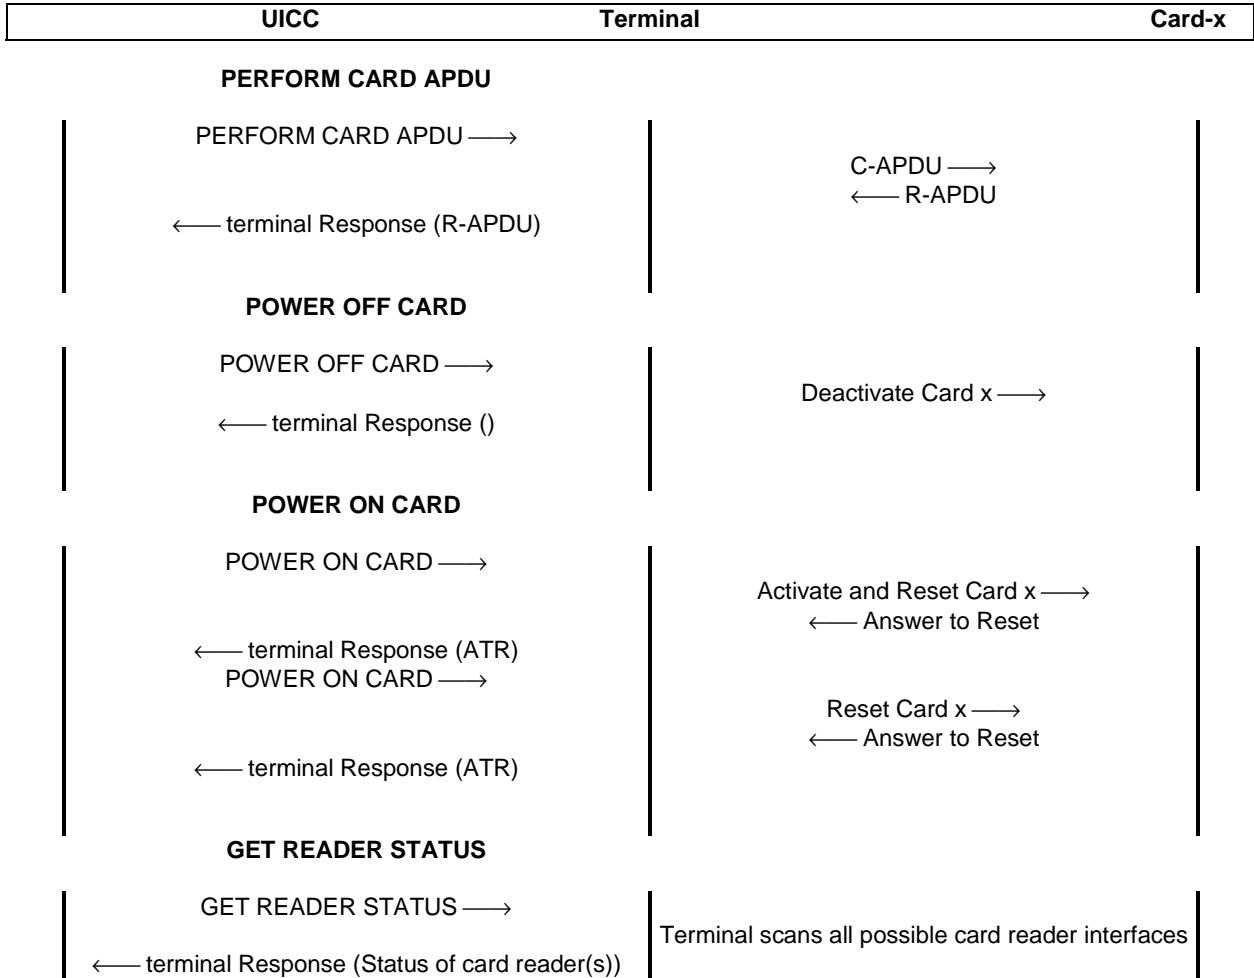 UICC Terminal Card-x
PERFORM CARD APDU
PERFORM CARD APDU →
C-APDU →
← R-APDU
← terminal Response (R-APDU)
POWER OFF CARD
POWER OFF CARD →
Deactivate Card x →
← terminal Response ()
POWER ON CARD
POWER ON CARD →
Activate and Reset Card x →
← Answer to Reset
← terminal Response (ATR)
POWER ON CARD →
Reset Card x →
← Answer to Reset
← terminal Response (ATR)
GET READER STATUS
GET READER STATUS →
Terminal scans all possible card reader interfaces
← terminal Response (Status of card reader(s))